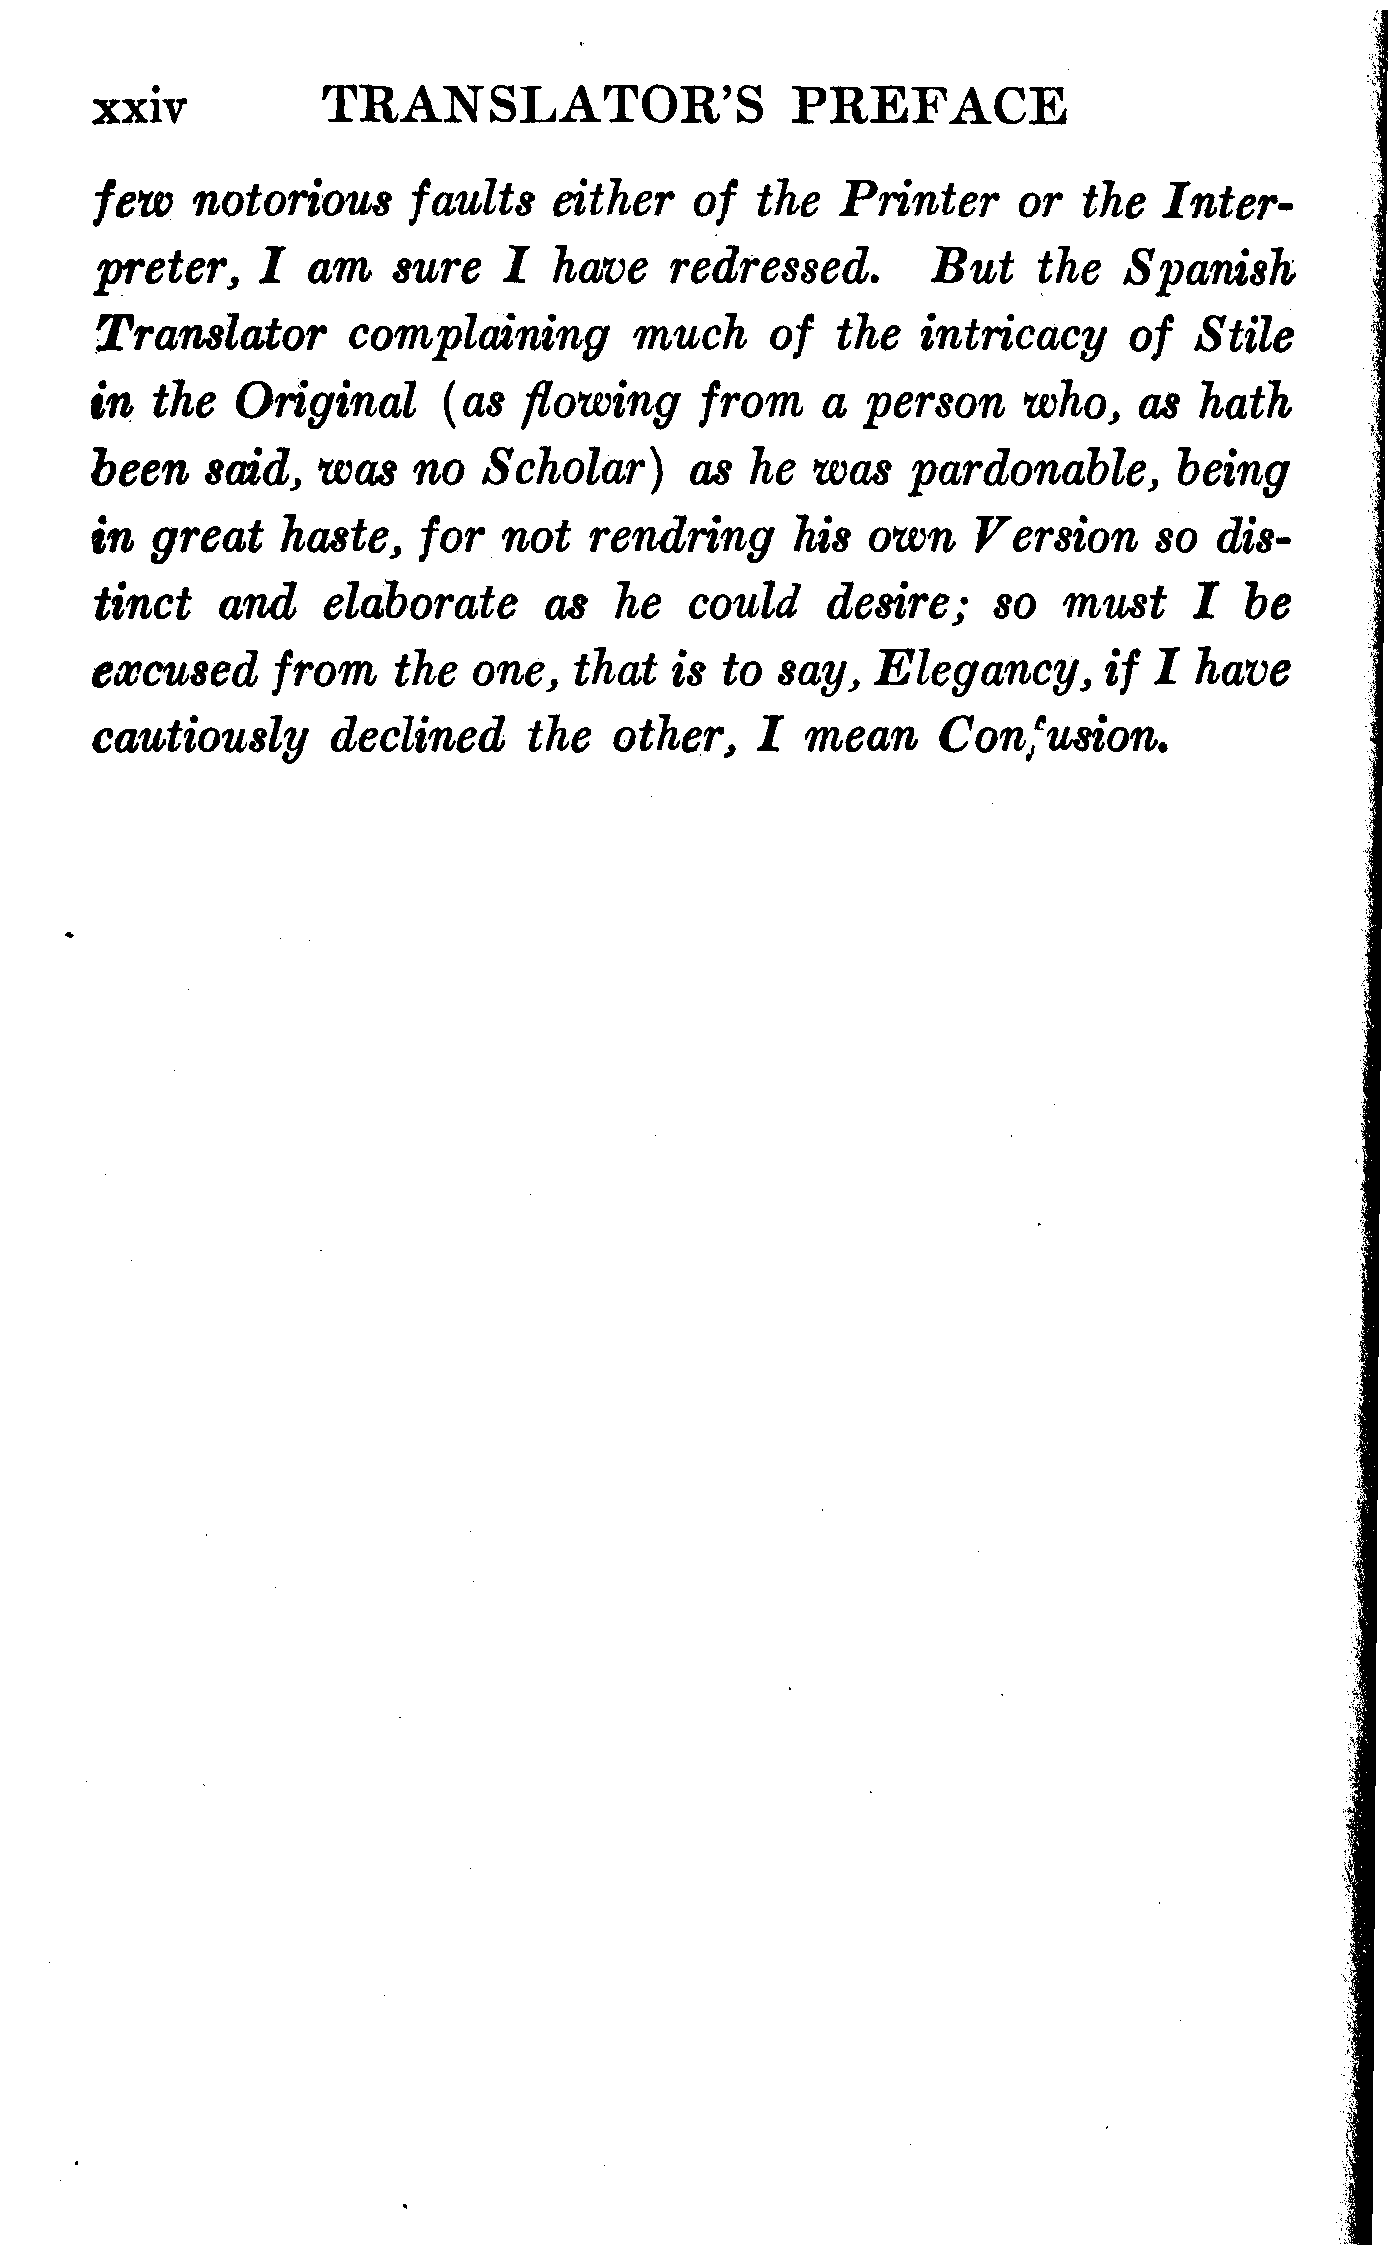 xxiv TRANSLATOR'S PREFACE
few notorious faults either of the Printer or the Inter-
preter, I am sure I have redressed. But the Spanish
Translator complaining much of the intricacy of Stile
in the Original (as flowing from a person who, as hath
been said, was no Scholar) as he was pardonable, being
in great haste, for not rendring his own Version so dis-
tinct and elaborate as he could desire; so must I be
excused from the one, that is to say, Elegancy, if I have
cautiously declined the other, I mean Confusion.